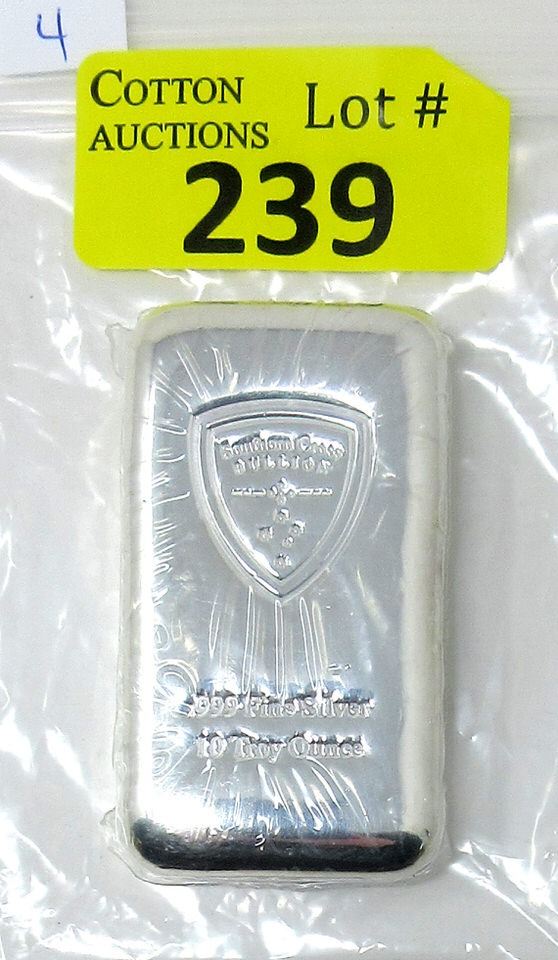 4
COTTON
AUCTIONS
Lot #
239
Southern Cross
BULLION
.999 Fine Silver
10 Troy Ounce